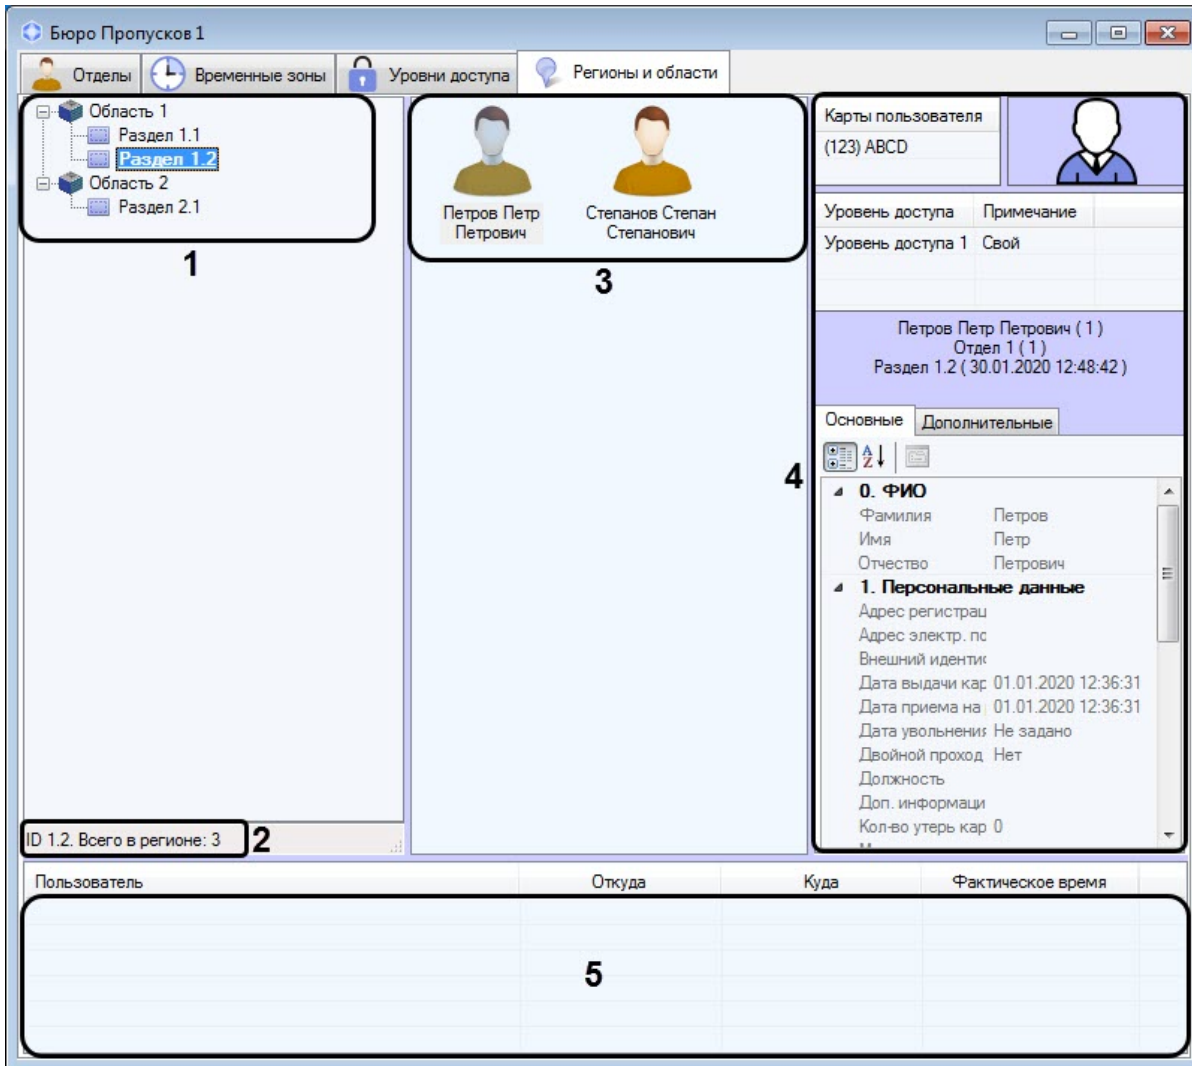 Бюро Пропусков 1
Отделы Временные зоны Уровни доступа Регионы и области
Область 1
Раздел 1.1
Раздел 1.2
Область 2
Раздел 2.1
1
ID 1.2. Всего в регионе: 3
2
Петров Петр
Петрович
Степанов Степан
Степанович
3
Карты пользователя
(123) ABCD
Уровень доступа Примечание
Уровень доступа 1 Свой
Петров Петр Петрович ( 1 )
Отдел 1 ( 1 )
Раздел 1.2 ( 30.01.2020 12:48:42 )
Основные Дополнительные
4
0. ФИО
Фамилия Петров
Имя Петр
Отчество Петрович
1. Персональные данные
Адрес регистрац
Адрес электр. по
Внешний идентис
Дата выдачи кар 01.01.2020 12:36:31
Дата приема на 01.01.2020 12:36:31
Дата увольнения Не задано
Двойной проход Нет
Должность
Доп. информаци
Кол-во утерь кар 0
Пользователь Откуда Куда Фактическое время
5